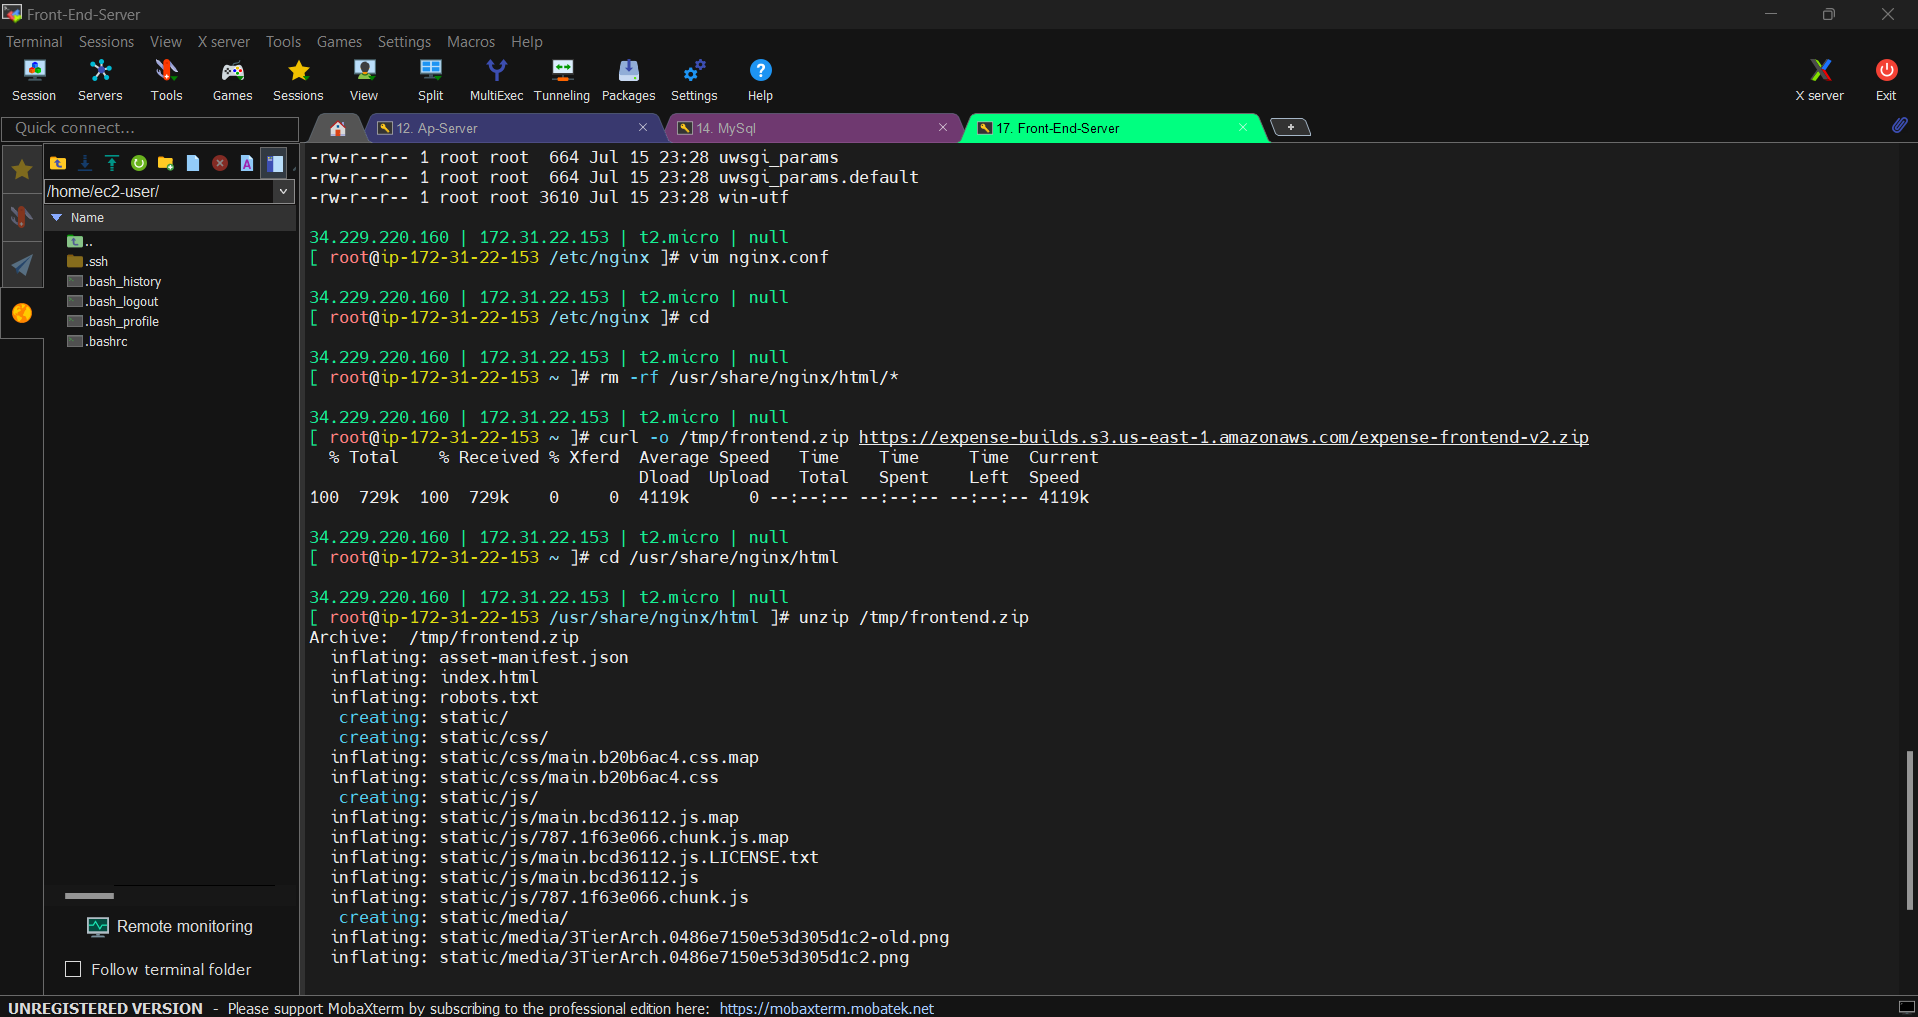 Front-End-Server
Terminal Sessions View X server Tools Games Settings Macros Help
Session Servers Tools Games Sessions View Split MultiExec Tunneling Packages Settings Help X server Exit
Quick connect...
12. Ap-Server
14. MySql
17. Front-End-Server
/home/ec2-user/
Name
..
.ssh
.bash_history
.bash_logout
.bash_profile
.bashrc
Remote monitoring
Follow terminal folder
-rw-r--r-- 1 root root  664 Jul 15 23:28 uwsgi_params
-rw-r--r-- 1 root root  664 Jul 15 23:28 uwsgi_params.default
-rw-r--r-- 1 root root 3610 Jul 15 23:28 win-utf
34.229.220.160 | 172.31.22.153 | t2.micro | null
[ root@ip-172-31-22-153 /etc/nginx ]# vim nginx.conf
34.229.220.160 | 172.31.22.153 | t2.micro | null
[ root@ip-172-31-22-153 /etc/nginx ]# cd
34.229.220.160 | 172.31.22.153 | t2.micro | null
[ root@ip-172-31-22-153 ~ ]# rm -rf /usr/share/nginx/html/*
34.229.220.160 | 172.31.22.153 | t2.micro | null
[ root@ip-172-31-22-153 ~ ]# curl -o /tmp/frontend.zip https://expense-builds.s3.us-east-1.amazonaws.com/expense-frontend-v2.zip
  % Total    % Received % Xferd  Average Speed   Time    Time     Time  Current
                                 Dload  Upload   Total   Spent    Left  Speed
100  729k  100  729k    0     0  4119k      0 --:--:-- --:--:-- --:--:-- 4119k
34.229.220.160 | 172.31.22.153 | t2.micro | null
[ root@ip-172-31-22-153 ~ ]# cd /usr/share/nginx/html
34.229.220.160 | 172.31.22.153 | t2.micro | null
[ root@ip-172-31-22-153 /usr/share/nginx/html ]# unzip /tmp/frontend.zip
Archive:  /tmp/frontend.zip
  inflating: asset-manifest.json
  inflating: index.html
  inflating: robots.txt
   creating: static/
   creating: static/css/
  inflating: static/css/main.b20b6ac4.css.map
  inflating: static/css/main.b20b6ac4.css
   creating: static/js/
  inflating: static/js/main.bcd36112.js.map
  inflating: static/js/787.1f63e066.chunk.js.map
  inflating: static/js/main.bcd36112.js.LICENSE.txt
  inflating: static/js/main.bcd36112.js
  inflating: static/js/787.1f63e066.chunk.js
   creating: static/media/
  inflating: static/media/3TierArch.0486e7150e53d305d1c2-old.png
  inflating: static/media/3TierArch.0486e7150e53d305d1c2.png
UNREGISTERED VERSION - Please support MobaXterm by subscribing to the professional edition here: https://mobaxterm.mobatek.net